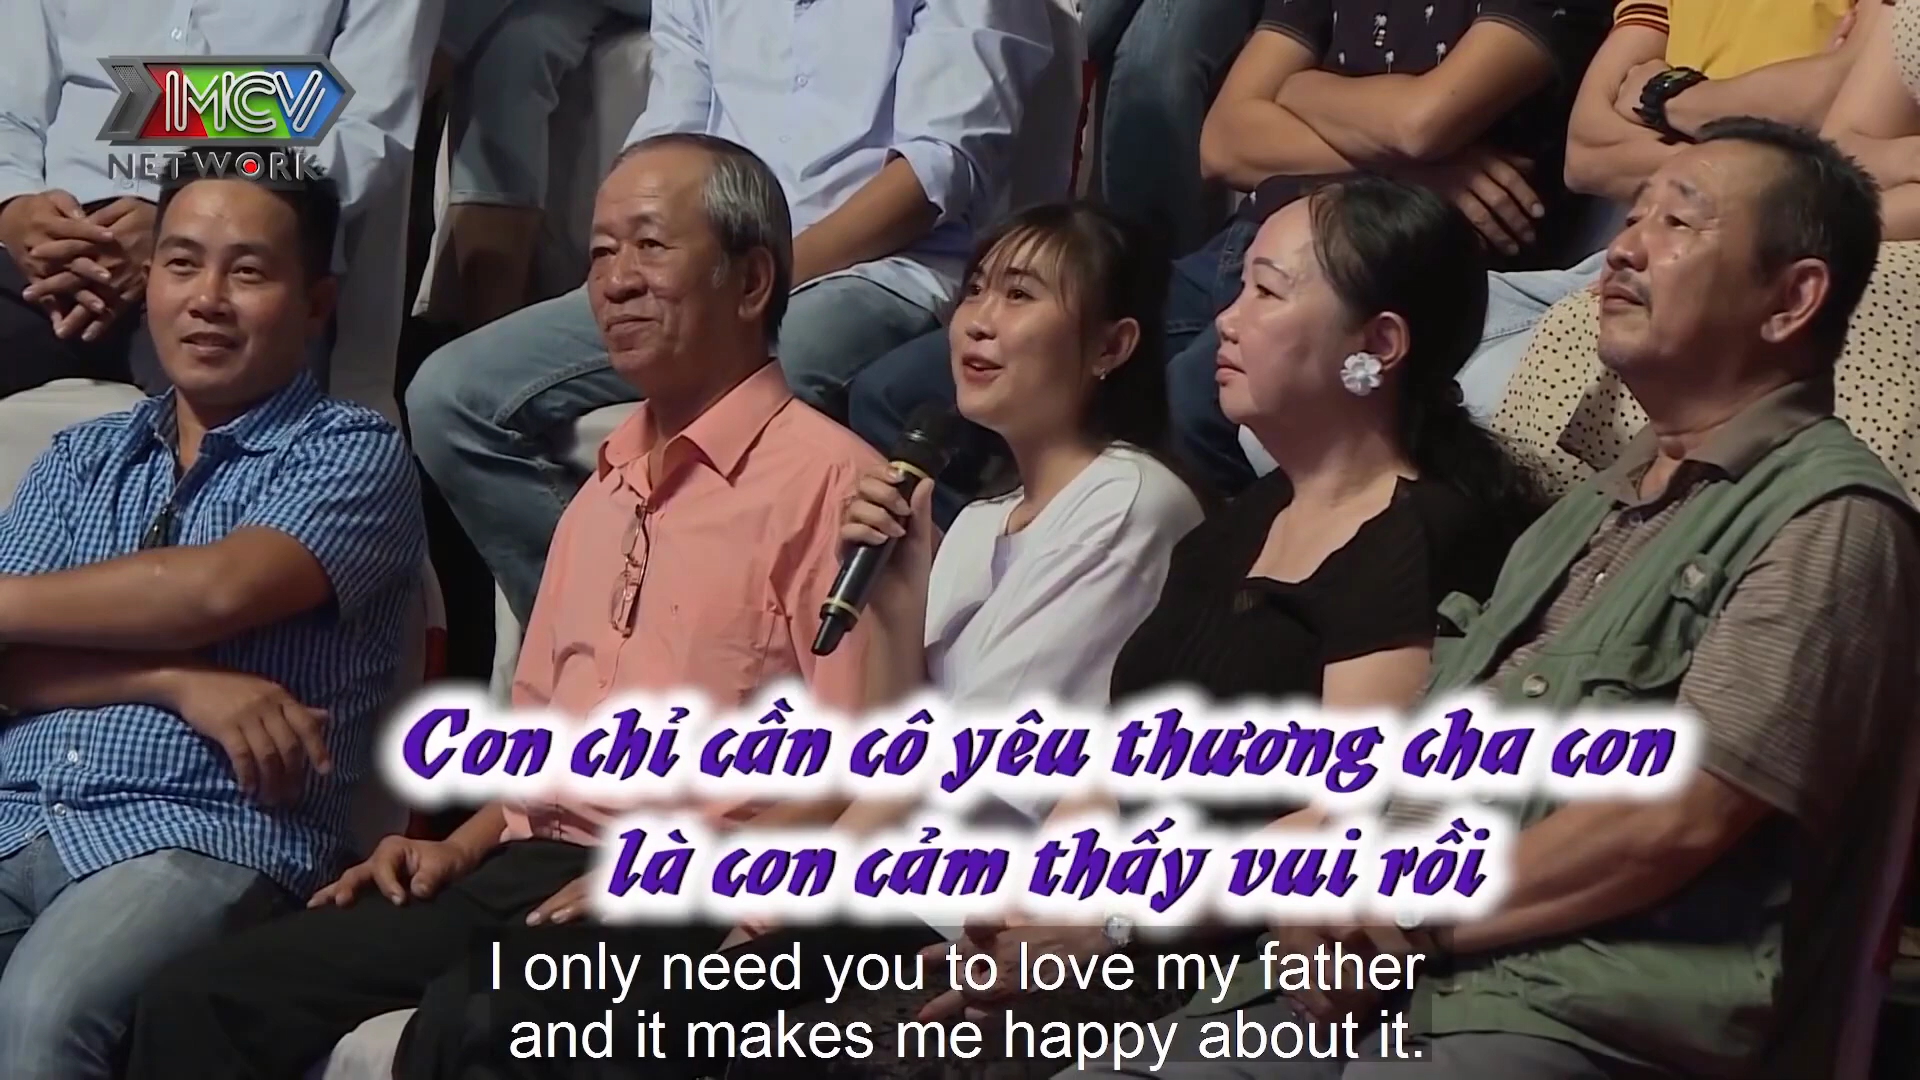 MCV
NETWORK
Con chỉ cần cô yêu thương cha con
là con cảm thấy vui rồi
I only need you to love my father
and it makes me happy about it.